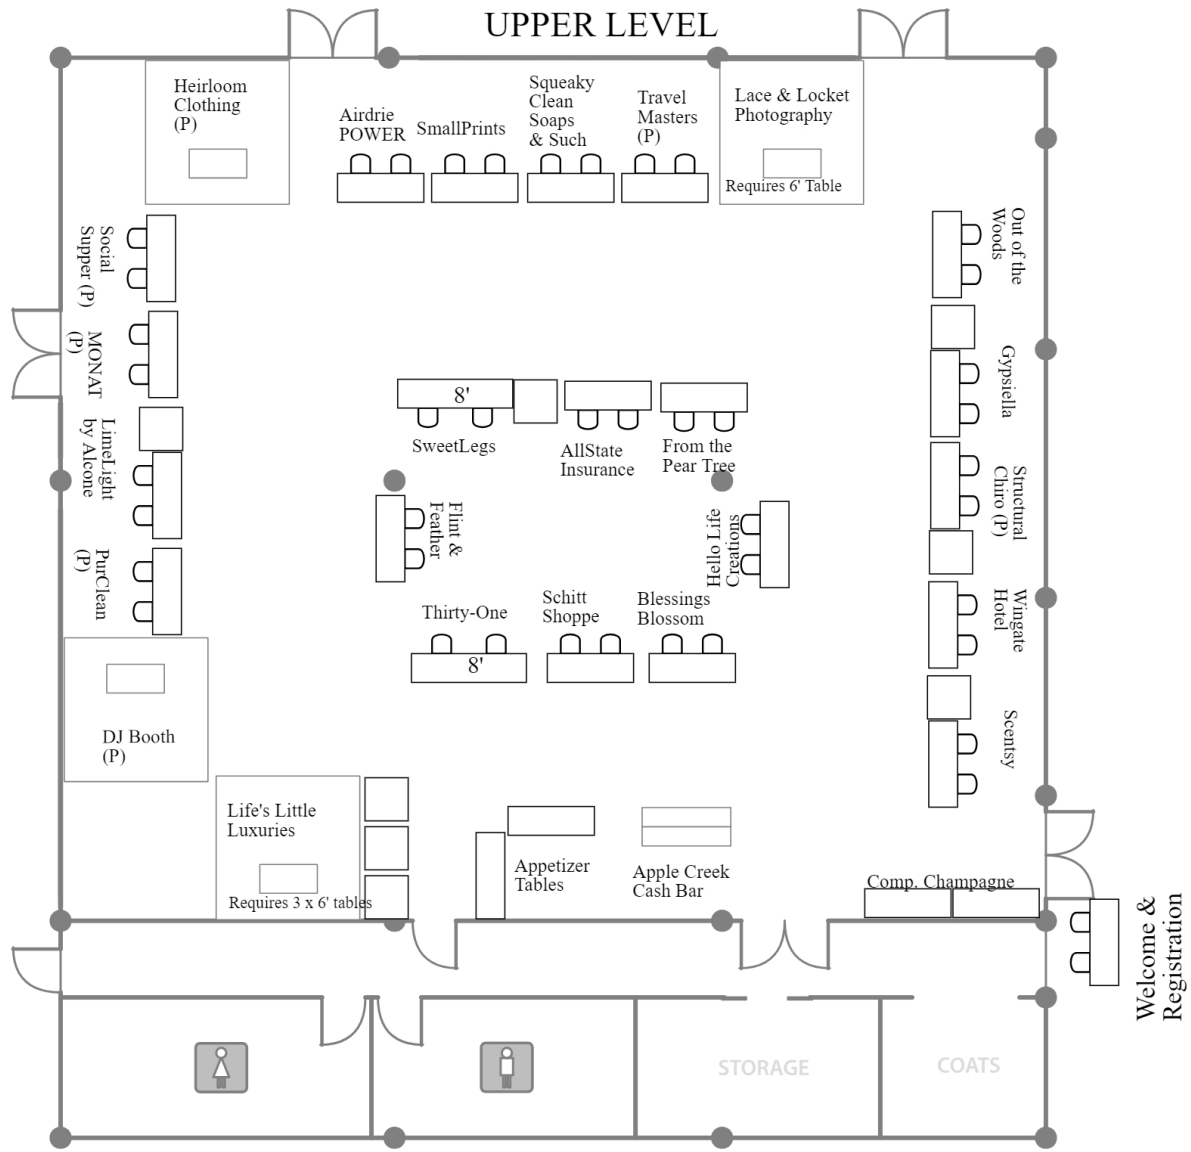 UPPER LEVEL
Heirloom
Clothing
(P)
Airdrie
POWER
SmallPrints
Squeaky
Clean
Soaps
& Such
Travel
Masters
(P)
Lace & Locket
Photography
Requires 6' Table
Social
Supper (P)
MONAT
(P)
LimeLight
by Alcone
PurClean
(P)
Out of the
Woods
Gypsiella
Structural
Chiro (P)
Wingate
Hotel
Scentsy
8'
SweetLegs
AllState
Insurance
From the
Pear Tree
Flint &
Feather
Hello Life
Creations
Thirty-One
8'
Schitt
Shoppe
Blessings
Blossom
DJ Booth
(P)
Life's Little
Luxuries
Requires 3 x 6' tables
Appetizer
Tables
Apple Creek
Cash Bar
Comp. Champagne
Welcome &
Registration
STORAGE
COATS